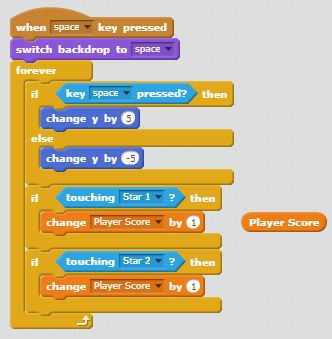 when space key pressed
switch backdrop to space
forever
if key space pressed? then
change y by 5
else
change y by -5
if touching Star 1 ? then
change Player Score by 1
Player Score
if touching Star 2 ? then
change Player Score by 1